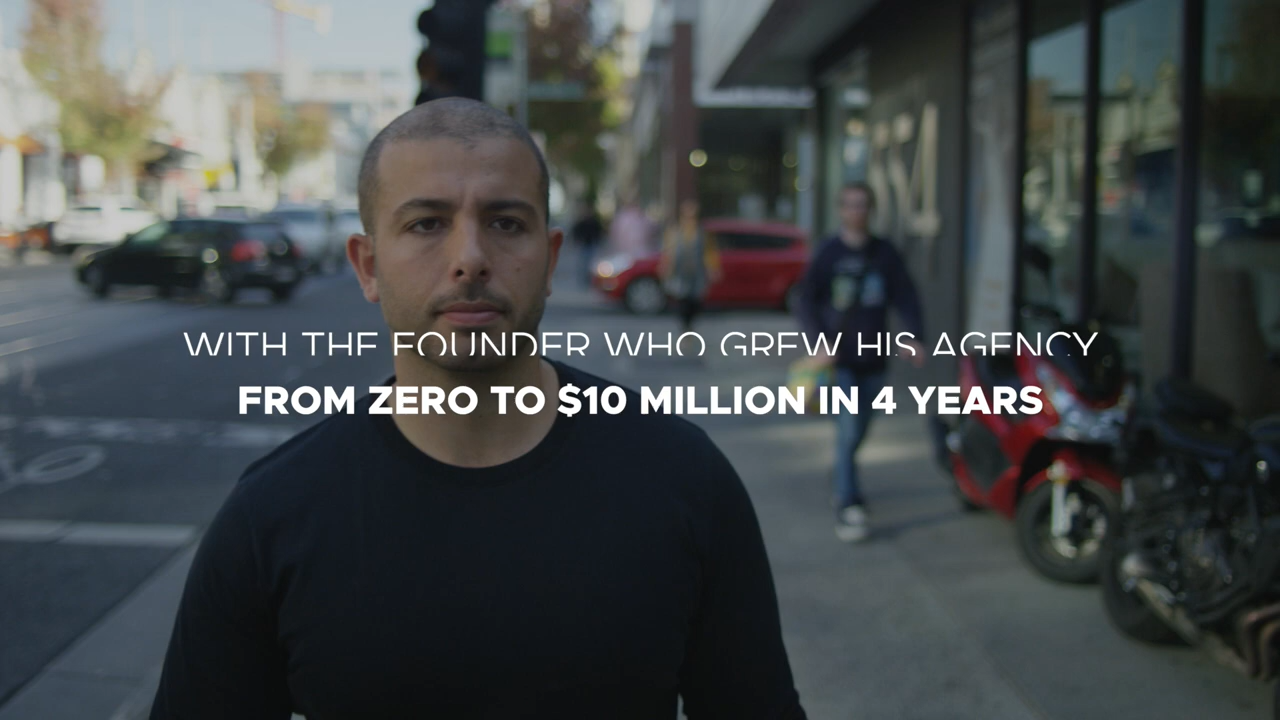 WITH THE FOUNDER WHO GREW HIS AGENCY
FROM ZERO TO $10 MILLION IN 4 YEARS